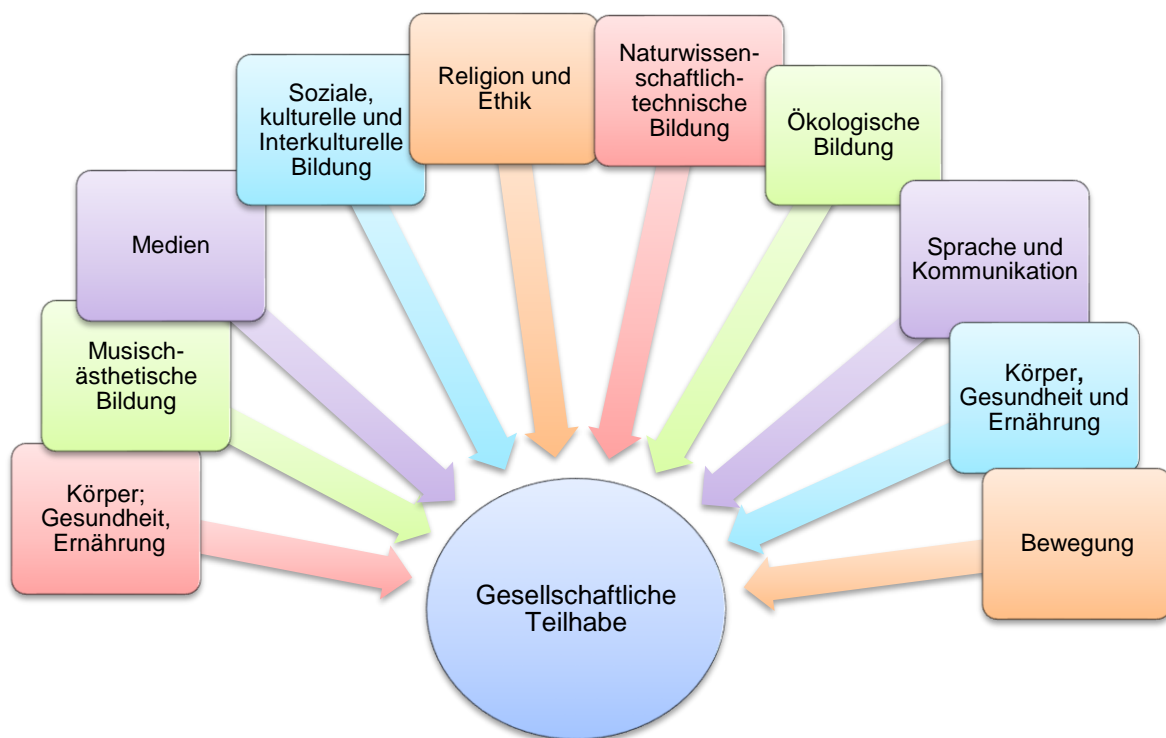 Körper;
Gesundheit,
Ernährung
Musisch-
ästhetische
Bildung
Medien
Soziale,
kulturelle und
Interkulturelle
Bildung
Religion und
Ethik
Naturwissen-
schaftlich-
technische
Bildung
Ökologische
Bildung
Sprache und
Kommunikation
Körper,
Gesundheit und
Ernährung
Bewegung
Gesellschaftliche
Teilhabe